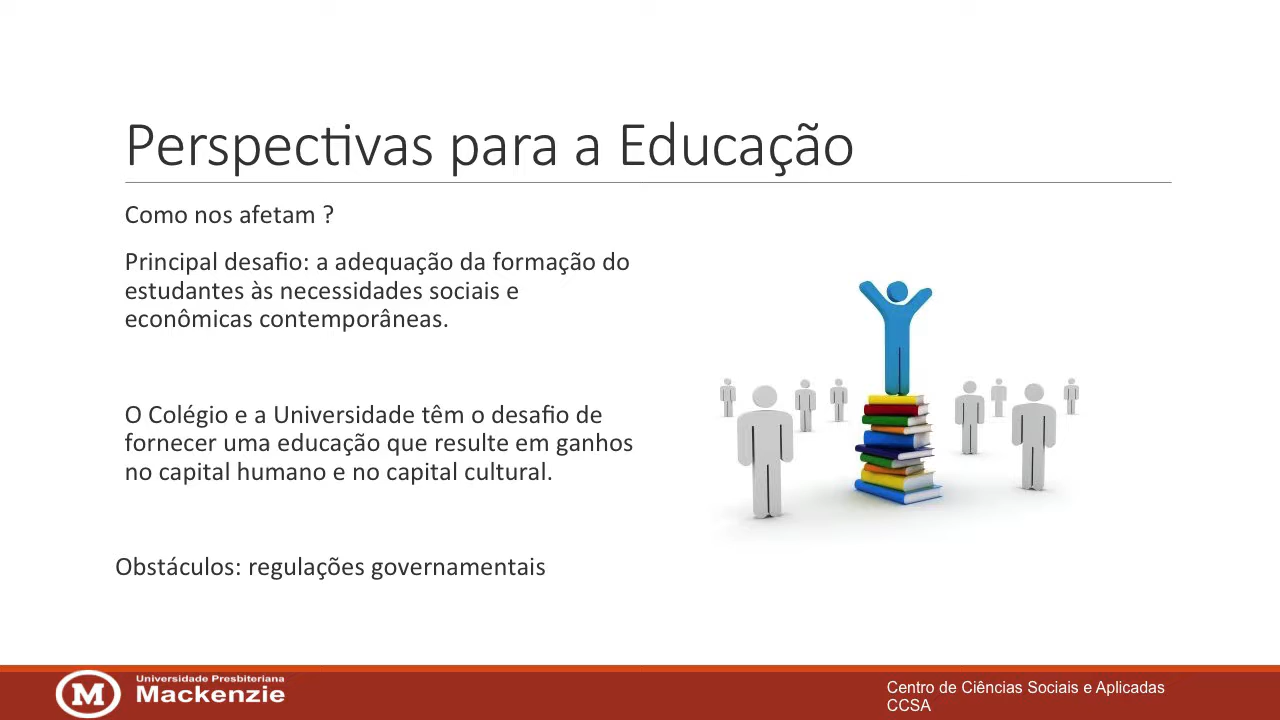 Perspectivas para a Educação
Como nos afetam ?
Principal desafio: a adequação da formação do
estudantes às necessidades sociais e
econômicas contemporâneas.
O Colégio e a Universidade têm o desafio de
fornecer uma educação que resulte em ganhos
no capital humano e no capital cultural.
Obstáculos: regulações governamentais
M
Universidade Presbiteriana
Mackenzie
Centro de Ciências Sociais e Aplicadas
CCSA